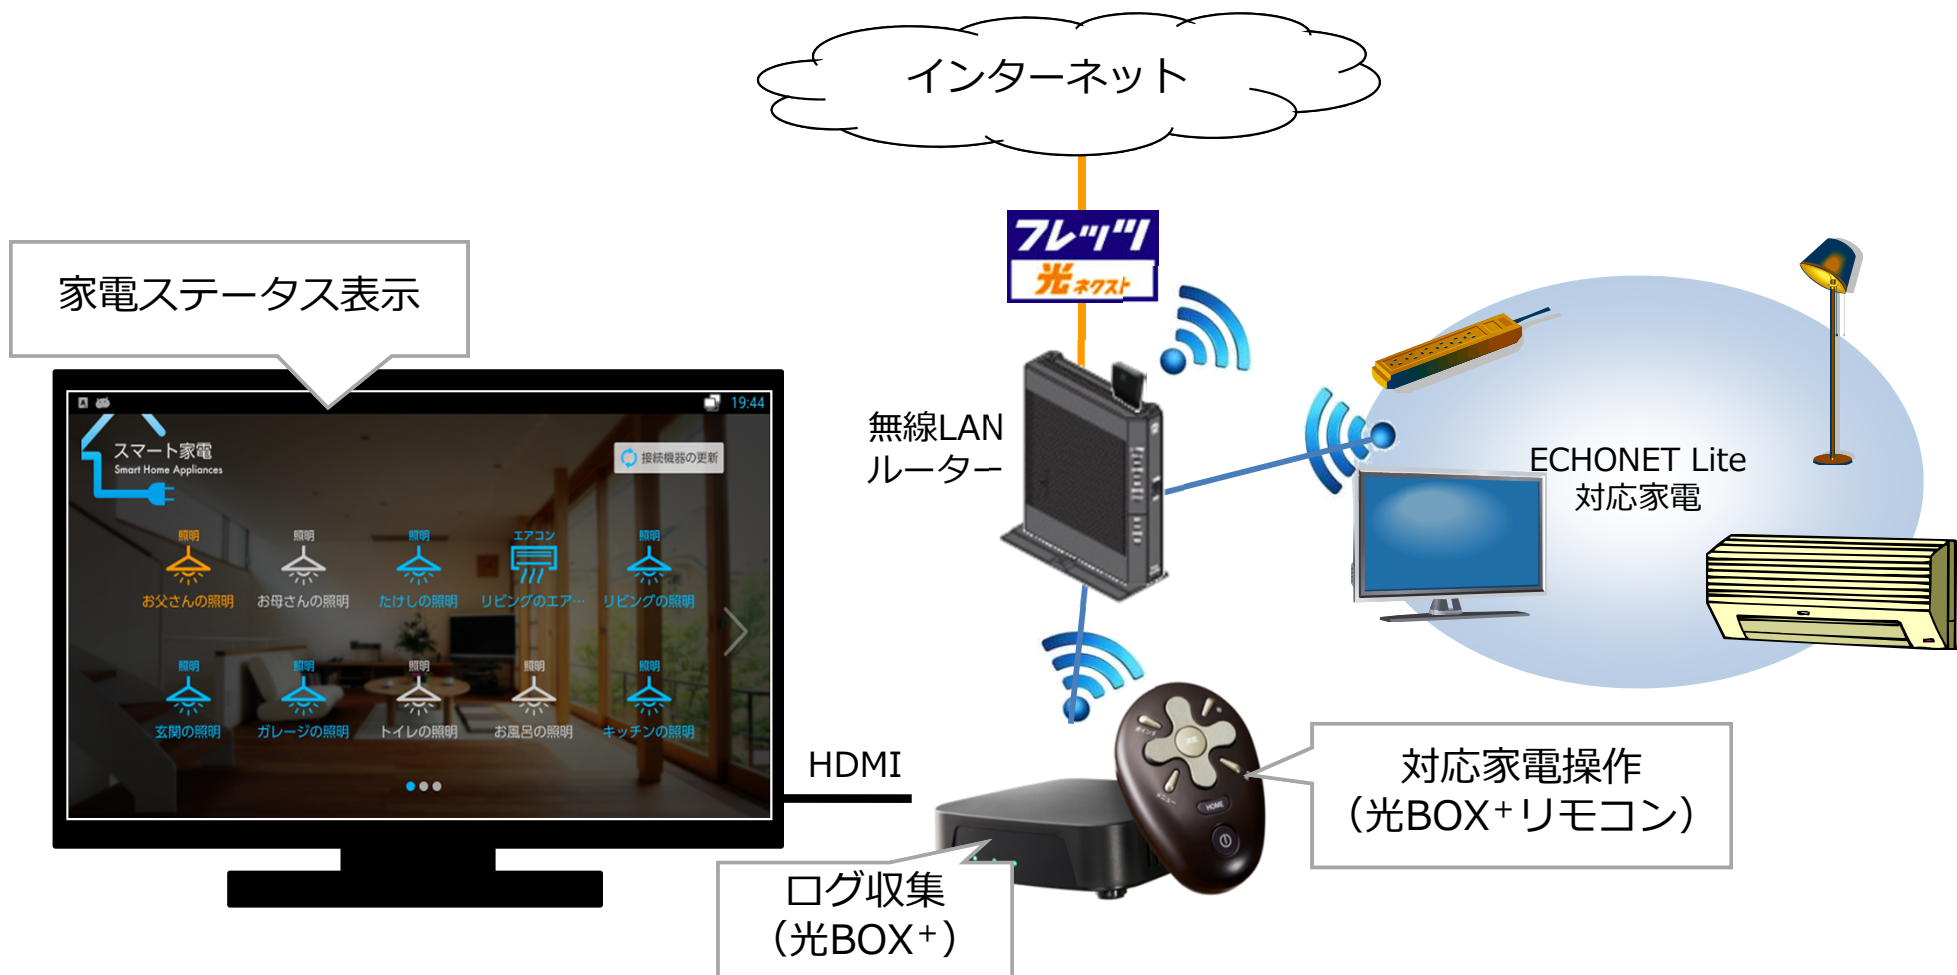 インターネット
フレッツ
光ネクスト
家電ステータス表示
19:44
スマート家電
Smart Home Appliances
接続機器の更新
照明
照明
照明
エアコン
照明
お父さんの照明
お母さんの照明
たけしの照明
リビングのエア…
リビングの照明
照明
照明
照明
照明
照明
玄関の照明
ガレージの照明
トイレの照明
お風呂の照明
キッチンの照明
無線LAN
ルーター
ECHONET Lite
対応家電
HDMI
ポインタ
メニュー
HOME
対応家電操作
（光BOX⁺リモコン）
ログ収集
（光BOX⁺）